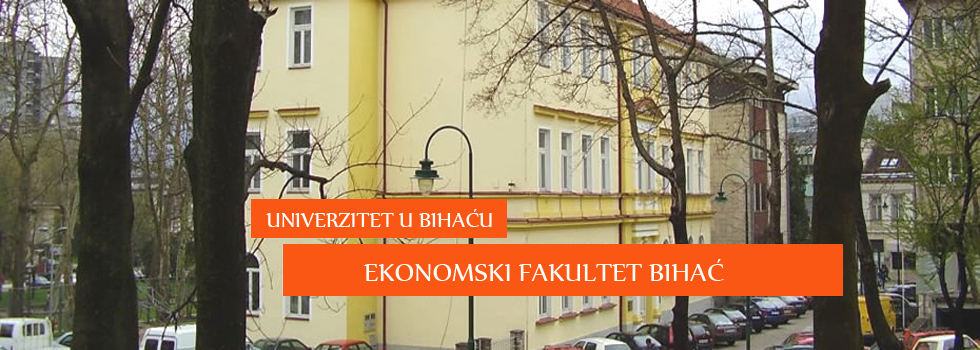 UNIVERZITET U BIHAĆU
EKONOMSKI FAKULTET BIHAĆ